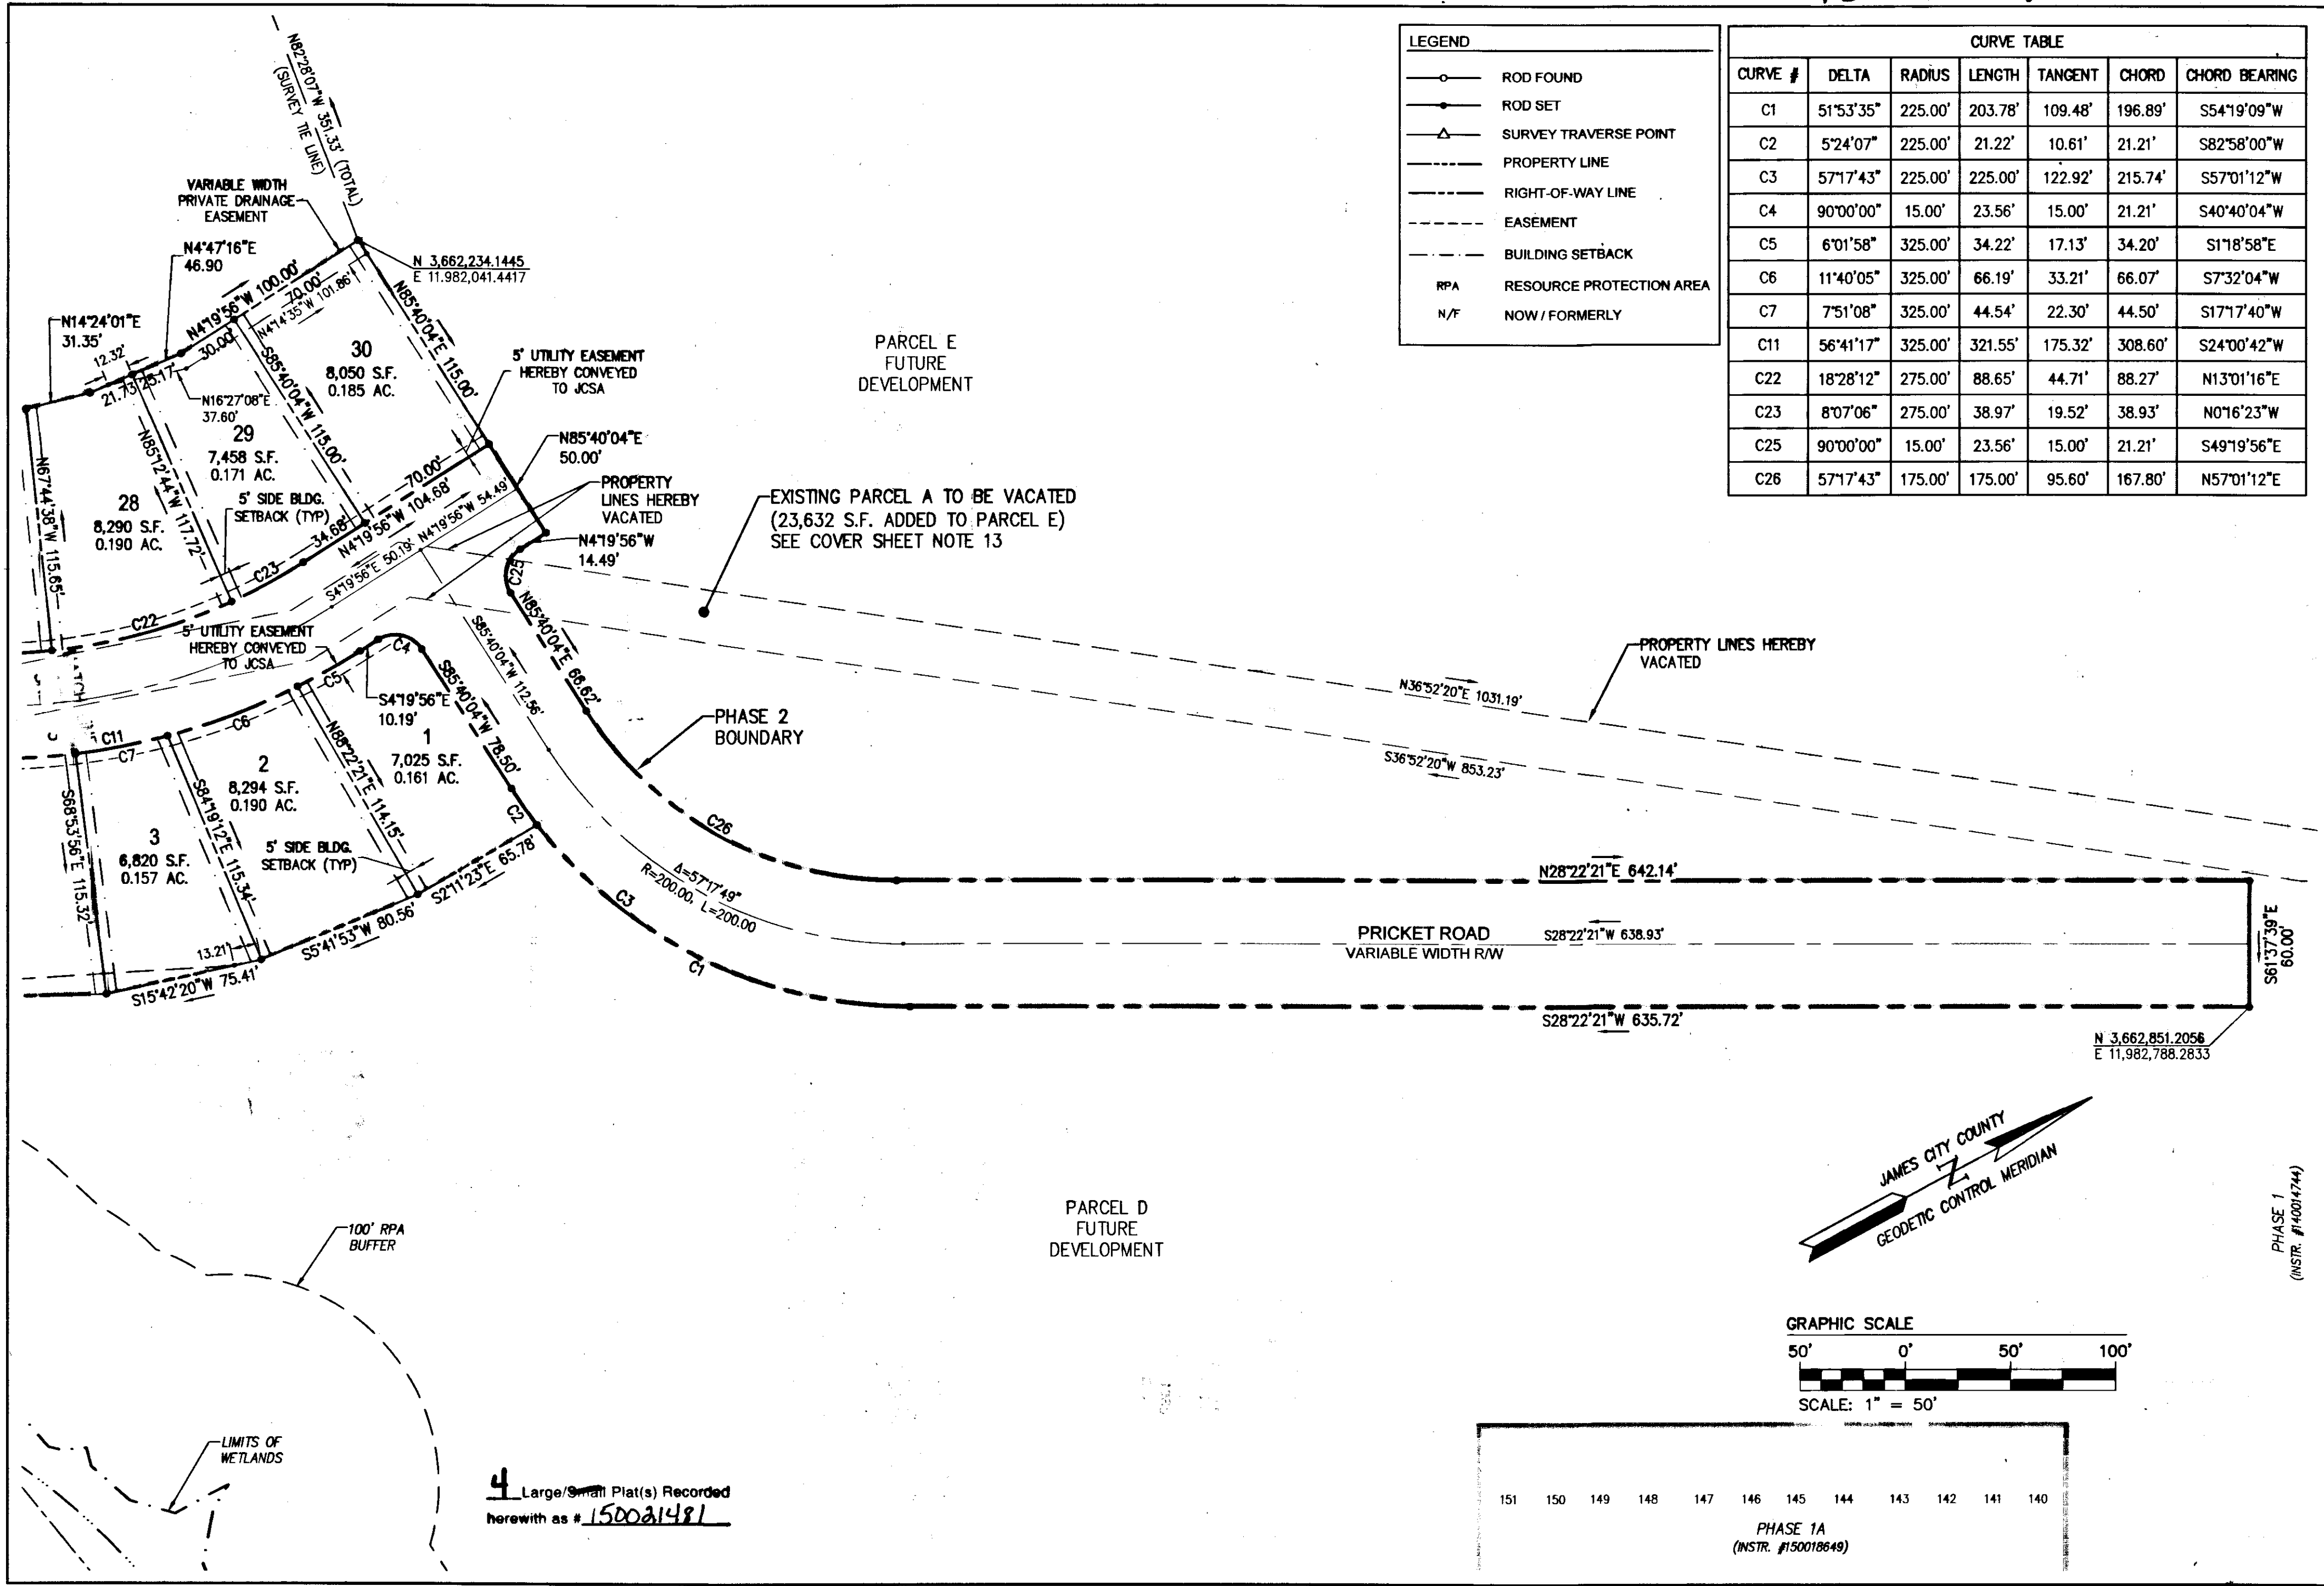 LEGEND
ROD FOUND
ROD SET
SURVEY TRAVERSE POINT
PROPERTY LINE
RIGHT-OF-WAY LINE
EASEMENT
BUILDING SETBACK
RPA RESOURCE PROTECTION AREA
N/F NOW / FORMERLY
CURVE TABLE
CURVE # DELTA RADIUS LENGTH TANGENT CHORD CHORD BEARING
C1 51°53'35" 225.00' 203.78' 109.48' 196.89' S54°19'09"W
C2 5°24'07" 225.00' 21.22' 10.61' 21.21' S82°58'00"W
C3 57°17'43" 225.00' 225.00' 122.92' 215.74' S57°01'12"W
C4 90°00'00" 15.00' 23.56' 15.00' 21.21' S40°40'04"W
C5 6°01'58" 325.00' 34.22' 17.13' 34.20' S1°18'58"E
C6 11°40'05" 325.00' 66.19' 33.21' 66.07' S7°32'04"W
C7 7°51'08" 325.00' 44.54' 22.30' 44.50' S17°17'40"W
C11 56°41'17" 325.00' 321.55' 175.32' 308.60' S24°00'42"W
C22 18°28'12" 275.00' 88.65' 44.71' 88.27' N13°01'16"E
C23 8°07'06" 275.00' 38.97' 19.52' 38.93' N0°16'23"W
C25 90°00'00" 15.00' 23.56' 15.00' 21.21' S49°19'56"E
C26 57°17'43" 175.00' 175.00' 95.60' 167.80' N57°01'12"E
N82°28'07"W 351.33' (TOTAL)
(SURVEY TIE LINE)
VARIABLE WIDTH
PRIVATE DRAINAGE
EASEMENT
N4°47'16"E
46.90
N 3,662,234.1445
E 11.982,041.4417
N4°19'56"W 100.00'
70.00'
N4°14'35"W 101.86'
30.00'
N14°24'01"E
31.35'
12.32'
21.73'
25.17'
N16°27'08"E
37.60'
N85°40'04"E 115.00'
S85°40'04"W 115.00'
30
8,050 S.F.
0.185 AC.
29
7,458 S.F.
0.171 AC.
28
8,290 S.F.
0.190 AC.
N85°12'44"W 117.72'
N67°44'38"W 115.65'
5' SIDE BLDG.
SETBACK (TYP)
5' UTILITY EASEMENT
HEREBY CONVEYED
TO JCSA
N85°40'04"E
50.00'
PROPERTY
LINES HEREBY
VACATED
70.00'
N4°19'56"W 104.68'
34.68'
S4°19'56"E 50.19'
N4°19'56"W 54.49'
N4°19'56"W
14.49'
C22
C23
C25
PARCEL E
FUTURE
DEVELOPMENT
EXISTING PARCEL A TO BE VACATED
(23,632 S.F. ADDED TO PARCEL E)
SEE COVER SHEET NOTE 13
5' UTILITY EASEMENT
HEREBY CONVEYED
TO JCSA
C4
C5
C6
C11
C7
S4°19'56"E
10.19'
S85°40'04"W 112.56'
N85°40'04"E 66.62'
S85°40'04"W 78.50'
C2
PHASE 2
BOUNDARY
1
7,025 S.F.
0.161 AC.
2
8,294 S.F.
0.190 AC.
3
6,820 S.F.
0.157 AC.
N88°22'21"E 114.15'
S84°19'12"E 115.34'
S68°53'56"E 115.32'
5' SIDE BLDG.
SETBACK (TYP)
S2°11'23"E 65.78'
S5°41'53"W 80.56'
13.21'
S15°42'20"W 75.41'
C26
Δ=57°17'49"
R=200.00, L=200.00
C3
C1
PROPERTY LINES HEREBY
VACATED
N36°52'20"E 1031.19'
S36°52'20"W 853.23'
N28°22'21"E 642.14'
PRICKET ROAD
VARIABLE WIDTH R/W
S28°22'21"W 638.93'
S28°22'21"W 635.72'
S61°37'39"E
60.00'
N 3,662,851.2056
E 11,982,788.2833
JAMES CITY COUNTY
N
GEODETIC CONTROL MERIDIAN
PHASE 1
(INSTR. #140014744)
PARCEL D
FUTURE
DEVELOPMENT
100' RPA
BUFFER
LIMITS OF
WETLANDS
GRAPHIC SCALE
50' 0' 50' 100'
SCALE: 1" = 50'
4 Large/Small Plat(s) Recorded
herewith as # 150021481
151 150 149 148 147 146 145 144 143 142 141 140
PHASE 1A
(INSTR. #150018649)